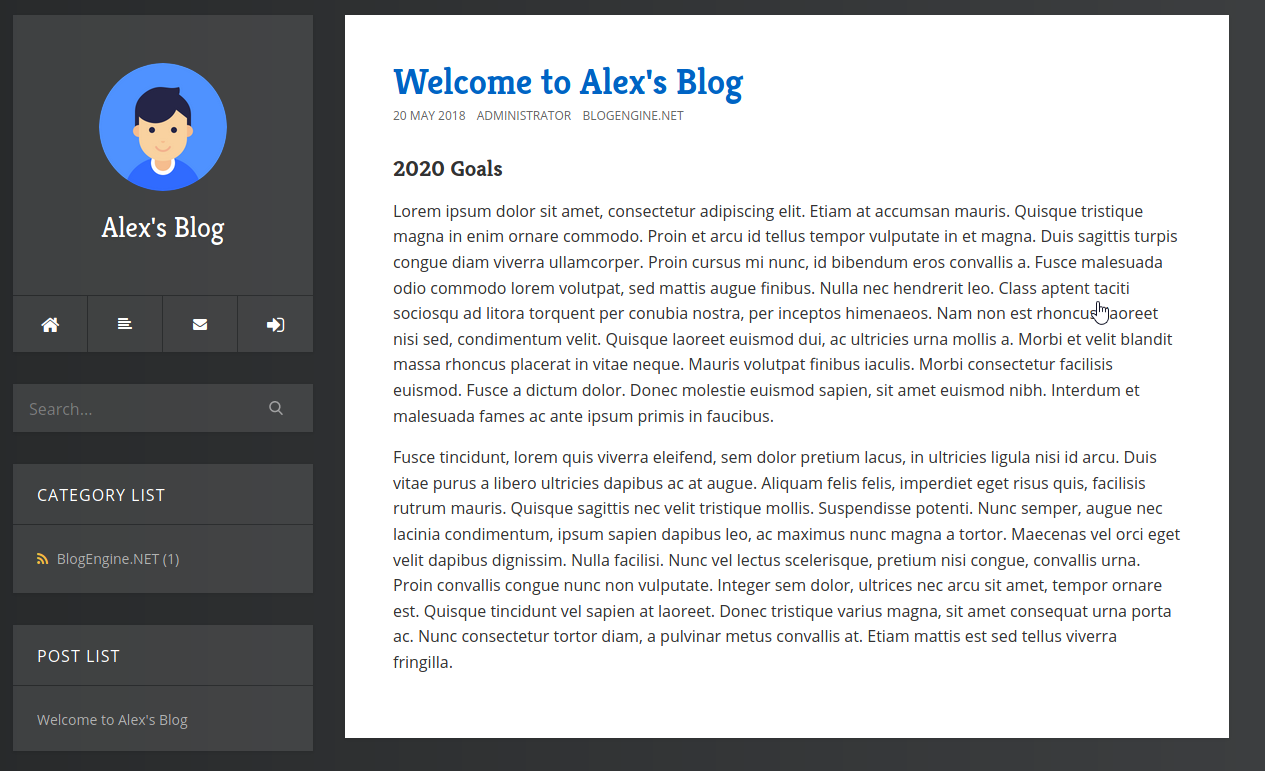 Alex's Blog
Search...
CATEGORY LIST
BlogEngine.NET (1)
POST LIST
Welcome to Alex's Blog
Welcome to Alex's Blog
20 MAY 2018 ADMINISTRATOR BLOGENGINE.NET
2020 Goals
Lorem ipsum dolor sit amet, consectetur adipiscing elit. Etiam at accumsan mauris. Quisque tristique
magna in enim ornare commodo. Proin et arcu id tellus tempor vulputate in et magna. Duis sagittis turpis
congue diam viverra ullamcorper. Proin cursus mi nunc, id bibendum eros convallis a. Fusce malesuada
odio commodo lorem volutpat, sed mattis augue finibus. Nulla nec hendrerit leo. Class aptent taciti
sociosqu ad litora torquent per conubia nostra, per inceptos himenaeos. Nam non est rhoncus laoreet
nisi sed, condimentum velit. Quisque laoreet euismod dui, ac ultricies urna mollis a. Morbi et velit blandit
massa rhoncus placerat in vitae neque. Mauris volutpat finibus iaculis. Morbi consectetur facilisis
euismod. Fusce a dictum dolor. Donec molestie euismod sapien, sit amet euismod nibh. Interdum et
malesuada fames ac ante ipsum primis in faucibus.
Fusce tincidunt, lorem quis viverra eleifend, sem dolor pretium lacus, in ultricies ligula nisi id arcu. Duis
vitae purus a libero ultricies dapibus ac at augue. Aliquam felis felis, imperdiet eget risus quis, facilisis
rutrum mauris. Quisque sagittis nec velit tristique mollis. Suspendisse potenti. Nunc semper, augue nec
lacinia condimentum, ipsum sapien dapibus leo, ac maximus nunc magna a tortor. Maecenas vel orci eget
velit dapibus dignissim. Nulla facilisi. Nunc vel lectus scelerisque, pretium nisi congue, convallis urna.
Proin convallis congue nunc non vulputate. Integer sem dolor, ultrices nec arcu sit amet, tempor ornare
est. Quisque tincidunt vel sapien at laoreet. Donec tristique varius magna, sit amet consequat urna porta
ac. Nunc consectetur tortor diam, a pulvinar metus convallis at. Etiam mattis est sed tellus viverra
fringilla.